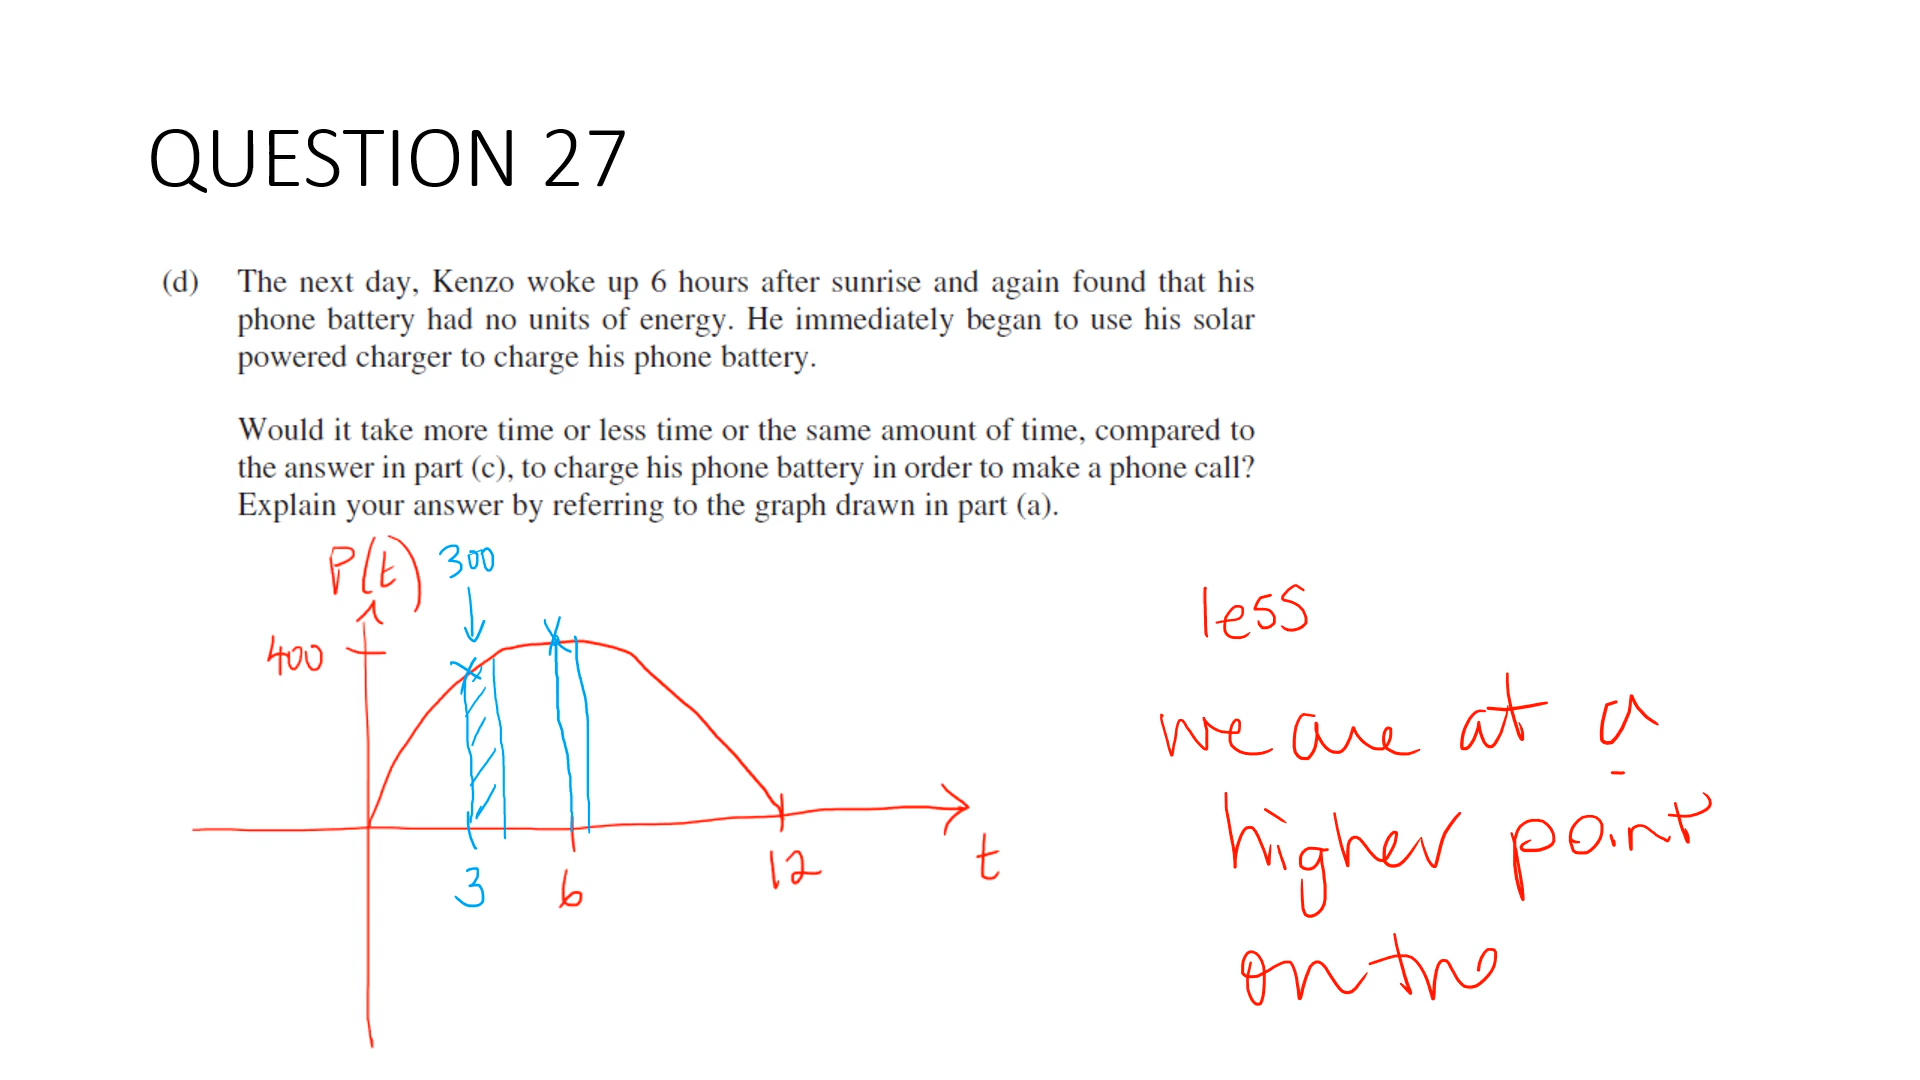 QUESTION 27
(d) The next day, Kenzo woke up 6 hours after sunrise and again found that his
phone battery had no units of energy. He immediately began to use his solar
powered charger to charge his phone battery.
Would it take more time or less time or the same amount of time, compared to
the answer in part (c), to charge his phone battery in order to make a phone call?
Explain your answer by referring to the graph drawn in part (a).
P(t)
300
400
3
6
12
t
less
we are at a
higher point
on the